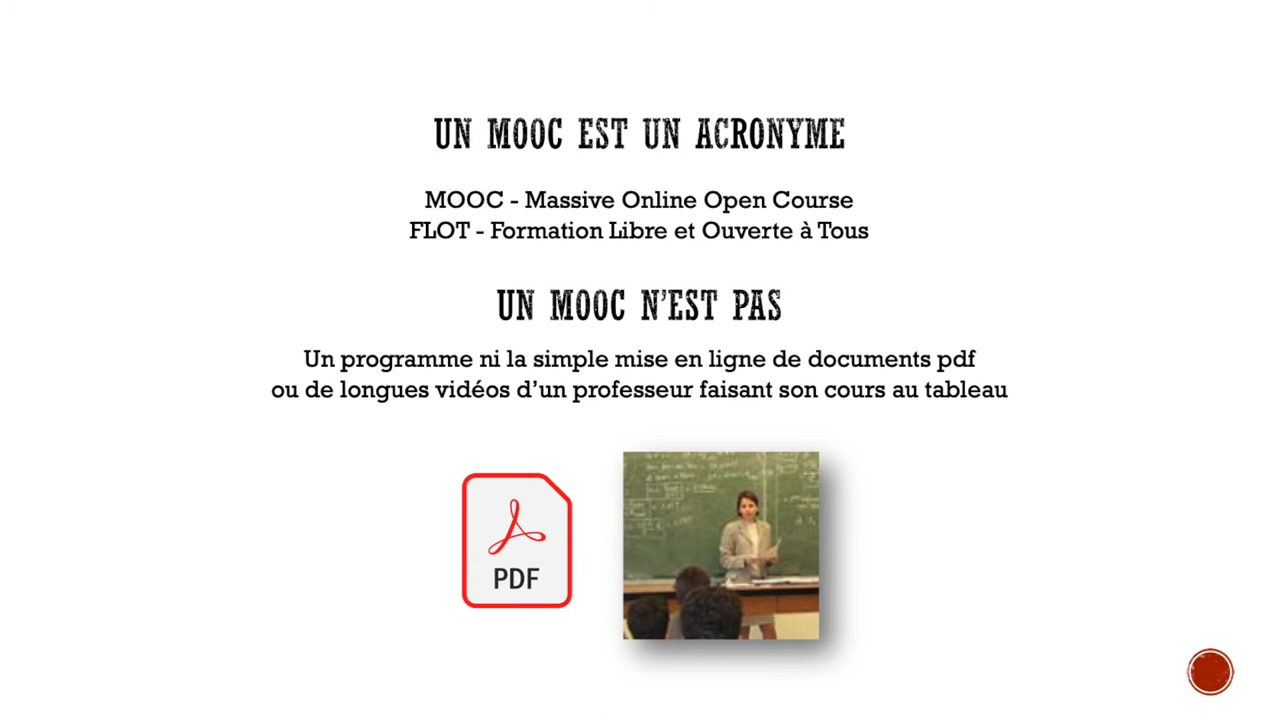 UN MOOC EST UN ACRONYME
MOOC - Massive Online Open Course
FLOT - Formation Libre et Ouverte à Tous
UN MOOC N’EST PAS
Un programme ni la simple mise en ligne de documents pdf
ou de longues vidéos d’un professeur faisant son cours au tableau
PDF